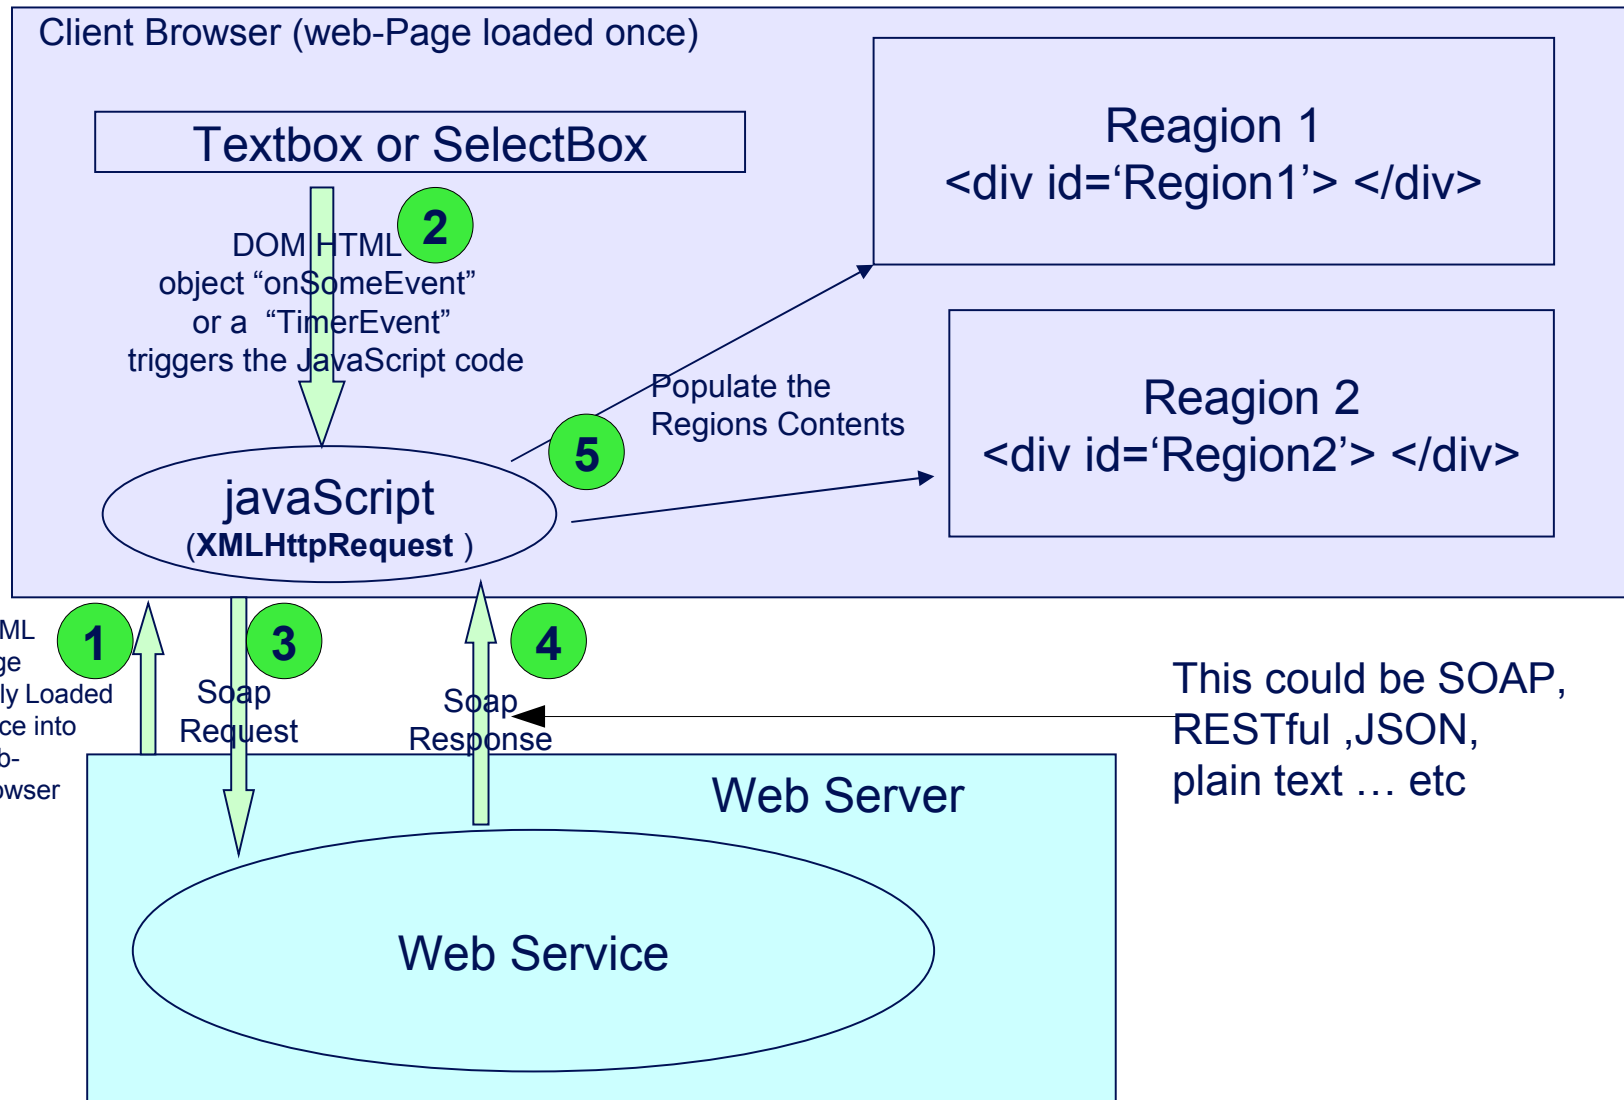 Client Browser (web-Page loaded once)
Textbox or SelectBox
2
DOM HTML
object “onSomeEvent”
or a “TimerEvent”
triggers the JavaScript code
Reagion 1
<div id=‘Region1’> </div>
Reagion 2
<div id=‘Region2’> </div>
Populate the
Regions Contents
5
javaScript
(XMLHttpRequest )
1
3
4
ML
ge
ly Loaded
ce into
b-
owser
Soap
Request
Soap
Response
This could be SOAP,
RESTful ,JSON,
plain text … etc
Web Server
Web Service